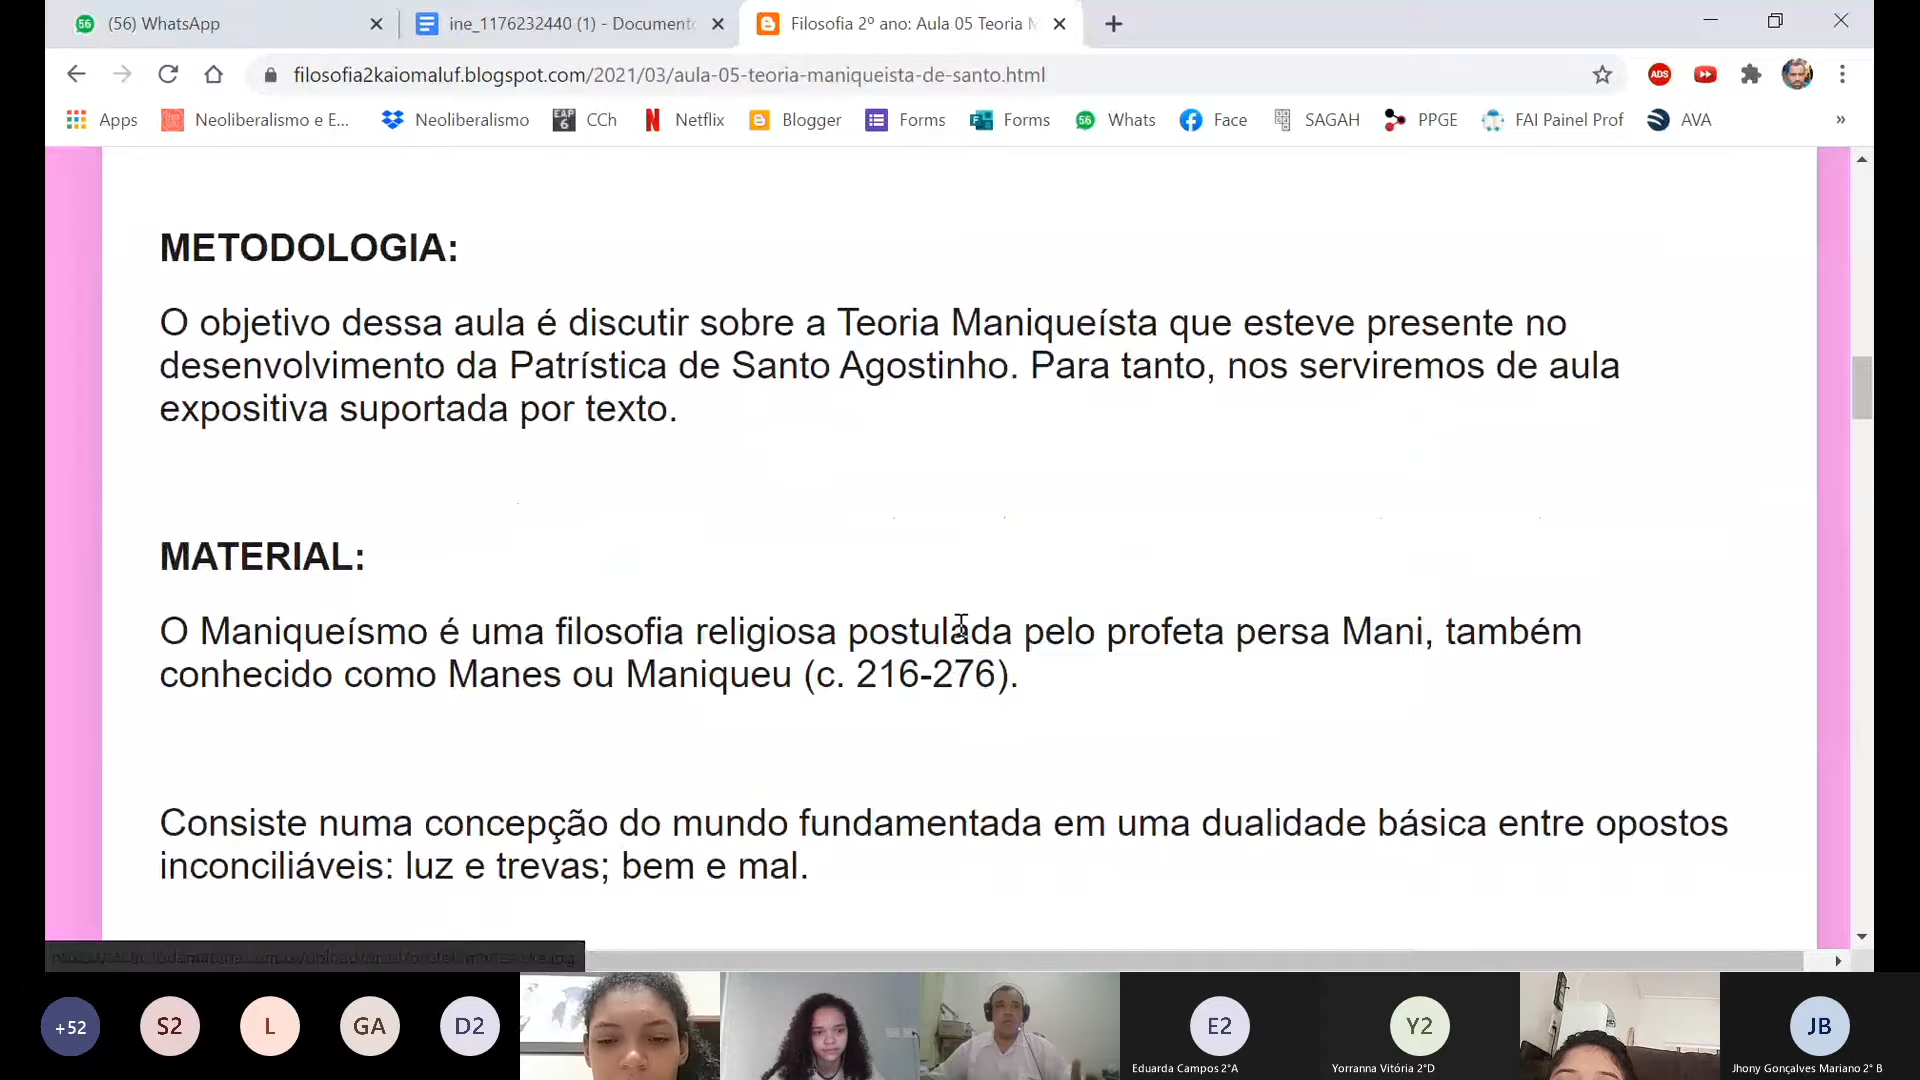 (56) WhatsApp
ine_1176232440 (1) - Documento
Filosofia 2º ano: Aula 05 Teoria M
filosofia2kaiomaluf.blogspot.com/2021/03/aula-05-teoria-maniqueista-de-santo.html
ADS
Apps
Neoliberalismo e E...
Neoliberalismo
EAP 6
CCh
Netflix
Blogger
Forms
Forms
56
Whats
Face
SAGAH
PPGE
FAI Painel Prof
AVA
»
METODOLOGIA:
O objetivo dessa aula é discutir sobre a Teoria Maniqueísta que esteve presente no
desenvolvimento da Patrística de Santo Agostinho. Para tanto, nos serviremos de aula
expositiva suportada por texto.
MATERIAL:
O Maniqueísmo é uma filosofia religiosa postulada pelo profeta persa Mani, também
conhecido como Manes ou Maniqueu (c. 216-276).
Consiste numa concepção do mundo fundamentada em uma dualidade básica entre opostos
inconciliáveis: luz e trevas; bem e mal.
+52
S2
L
GA
D2
E2
Eduarda Campos 2°A
Y2
Yorranna Vitória 2°D
JB
Jhony Gonçalves Mariano 2° B